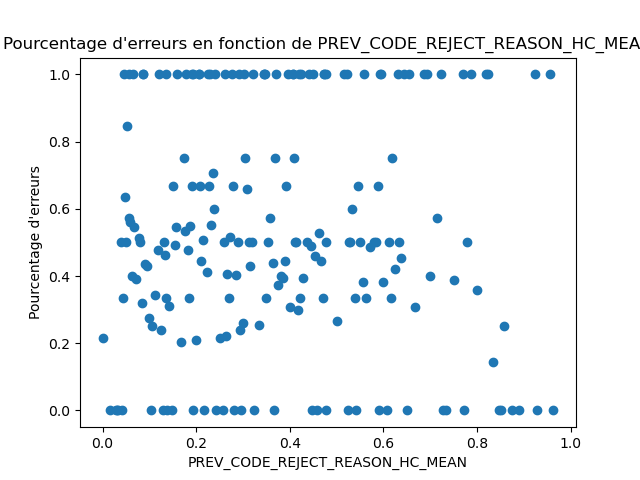 Pourcentage d'erreurs en fonction de PREV_CODE_REJECT_REASON_HC_MEA
1.0
0.8
0.6
0.4
0.2
0.0
Pourcentage d'erreurs
0.0 0.2 0.4 0.6 0.8 1.0
PREV_CODE_REJECT_REASON_HC_MEAN